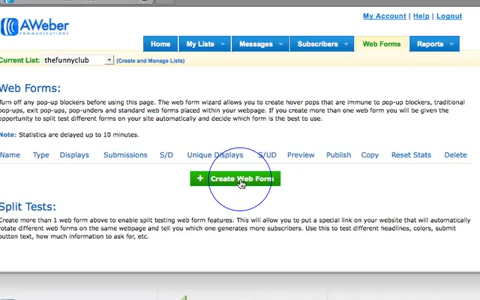 AWeber
COMMUNICATIONS
My Account | Help | Logout
Home My Lists Messages Subscribers Web Forms Reports
Current List: thefunnyclub (Create and Manage Lists)
Web Forms:
Turn off any pop-up blockers before using this page. The web form wizard allows you to create hover pops that are immune to pop-up blockers, traditional
pop-ups, exit pop-ups, pop-unders and standard web forms placed within your webpage. If you create more than one web form you will be given the
opportunity to split test different forms on your site automatically and decide which form is the best to use.
Note: Statistics are delayed up to 10 minutes.
Name Type Displays Submissions S/D Unique Displays S/UD Preview Publish Copy Reset Stats Delete
+ Create Web Form
Split Tests:
Create more than 1 web form above to enable split testing web form features. This will allow you to put a special link on your website that will automatically
rotate different web forms on the same webpage and tell you which one generates more subscribers. Use this to test different headlines, colors, submit
button text, how much information to ask for, etc.